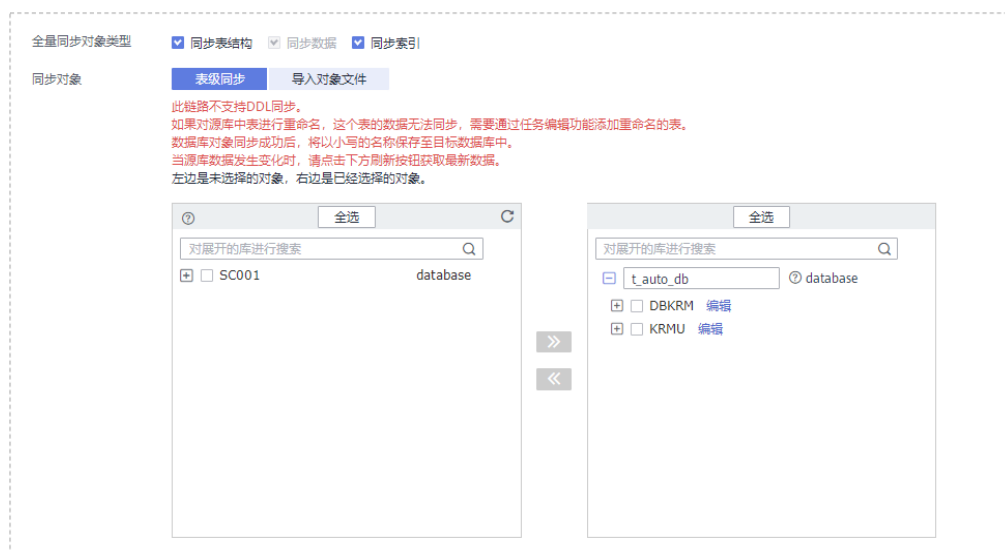 全量同步对象类型 同步表结构 同步数据 同步索引
同步对象 表级同步 导入对象文件
此链路不支持DDL同步。
如果对源库中表进行重命名，这个表的数据无法同步，需要通过任务编辑功能添加重命名的表。
数据库对象同步成功后，将以小写的名称保存至目标数据库中。
当源库数据发生变化时，请点击下方刷新按钮获取最新数据。
左边是未选择的对象，右边是已经选择的对象。
全选
对展开的库进行搜索
SC001 database
全选
对展开的库进行搜索
t_auto_db database
DBKRM 编辑
KRMU 编辑